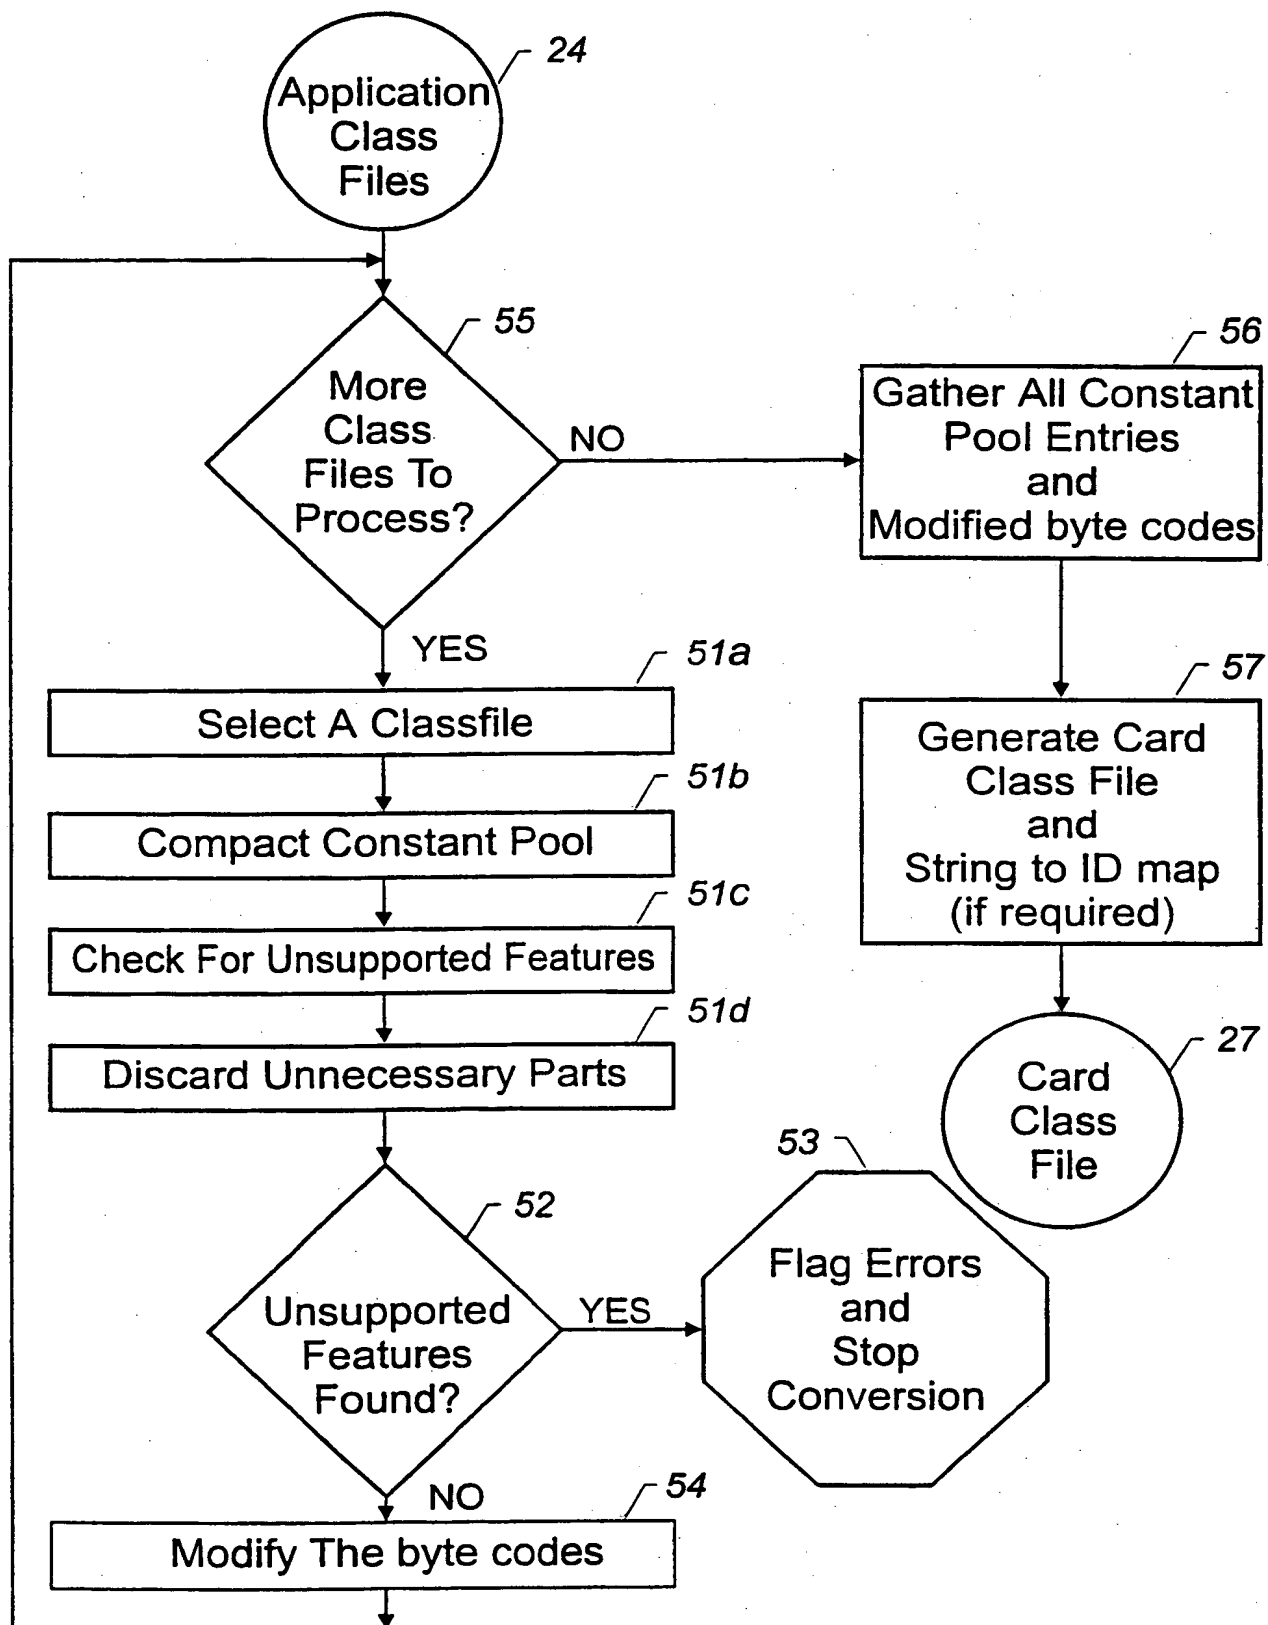 24
Application
Class
Files
55
More
Class
Files To
Process?
NO
YES
56
Gather All Constant
Pool Entries
and
Modified byte codes
51a
Select A Classfile
57
Generate Card
Class File
and
String to ID map
(if required)
51b
Compact Constant Pool
51c
Check For Unsupported Features
51d
Discard Unnecessary Parts
27
Card
Class
File
52
Unsupported
Features
Found?
YES
NO
53
Flag Errors
and
Stop
Conversion
54
Modify The byte codes